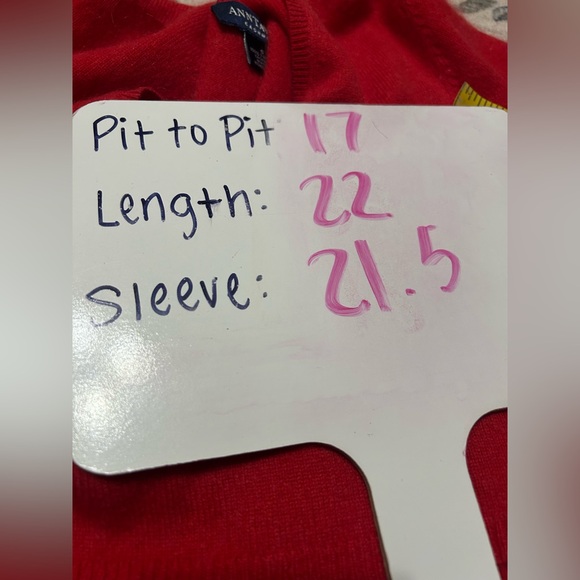 Pit to Pit 17
Length: 22
Sleeve: 21.5